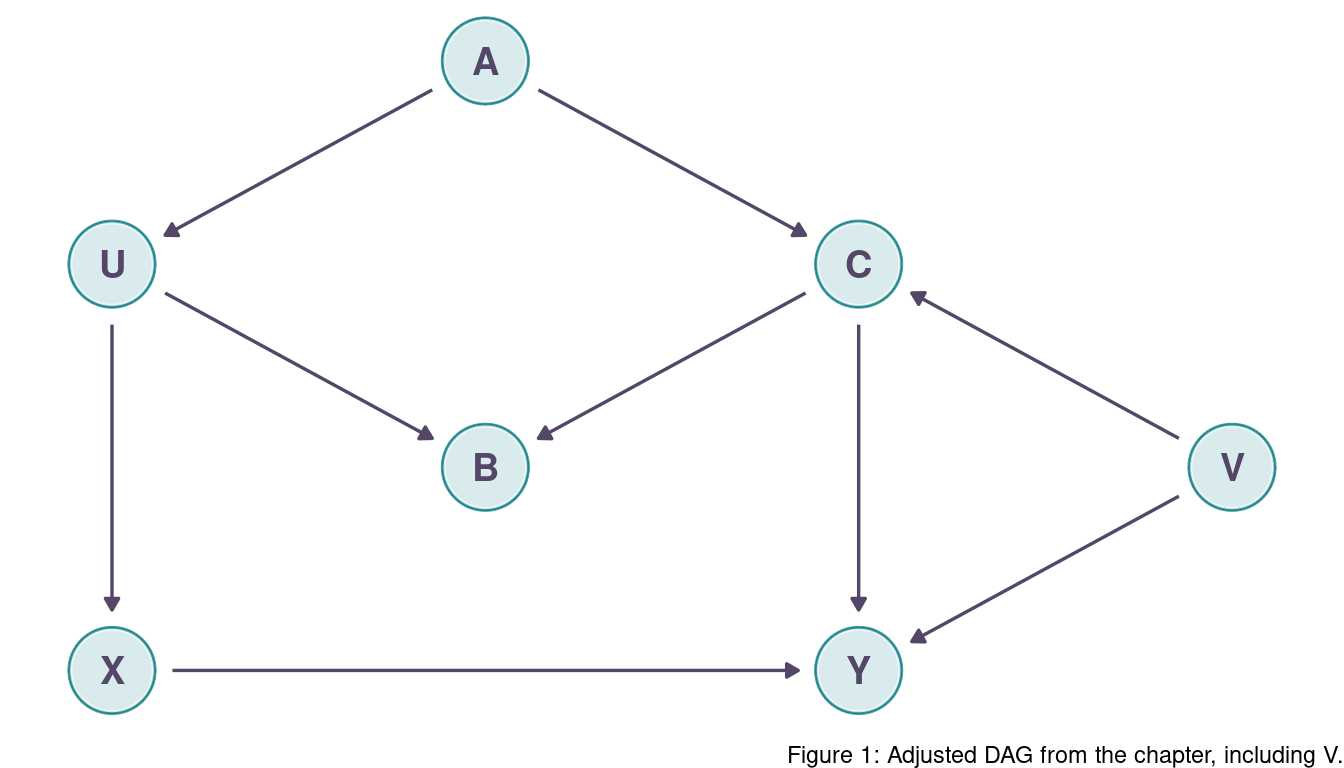 A
U
C
B
V
X
Y
Figure 1: Adjusted DAG from the chapter, including V.